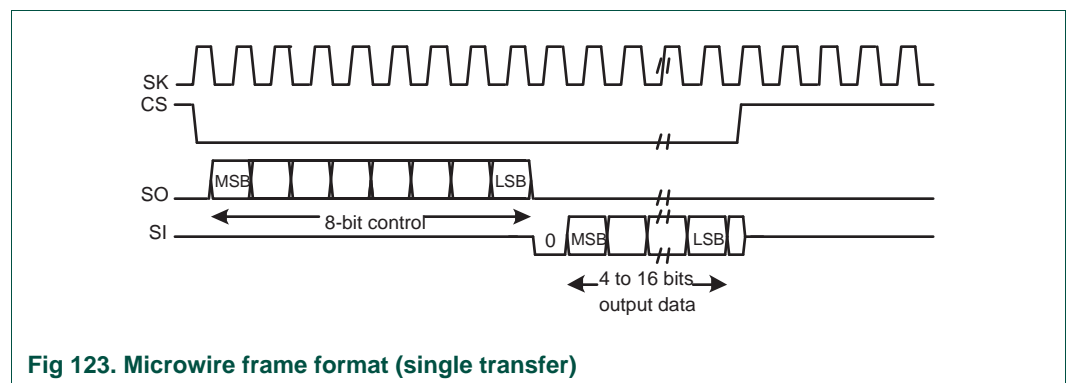 SK
CS
SO
MSB
LSB
8-bit control
SI
0
MSB
LSB
4 to 16 bits
output data
Fig 123. Microwire frame format (single transfer)